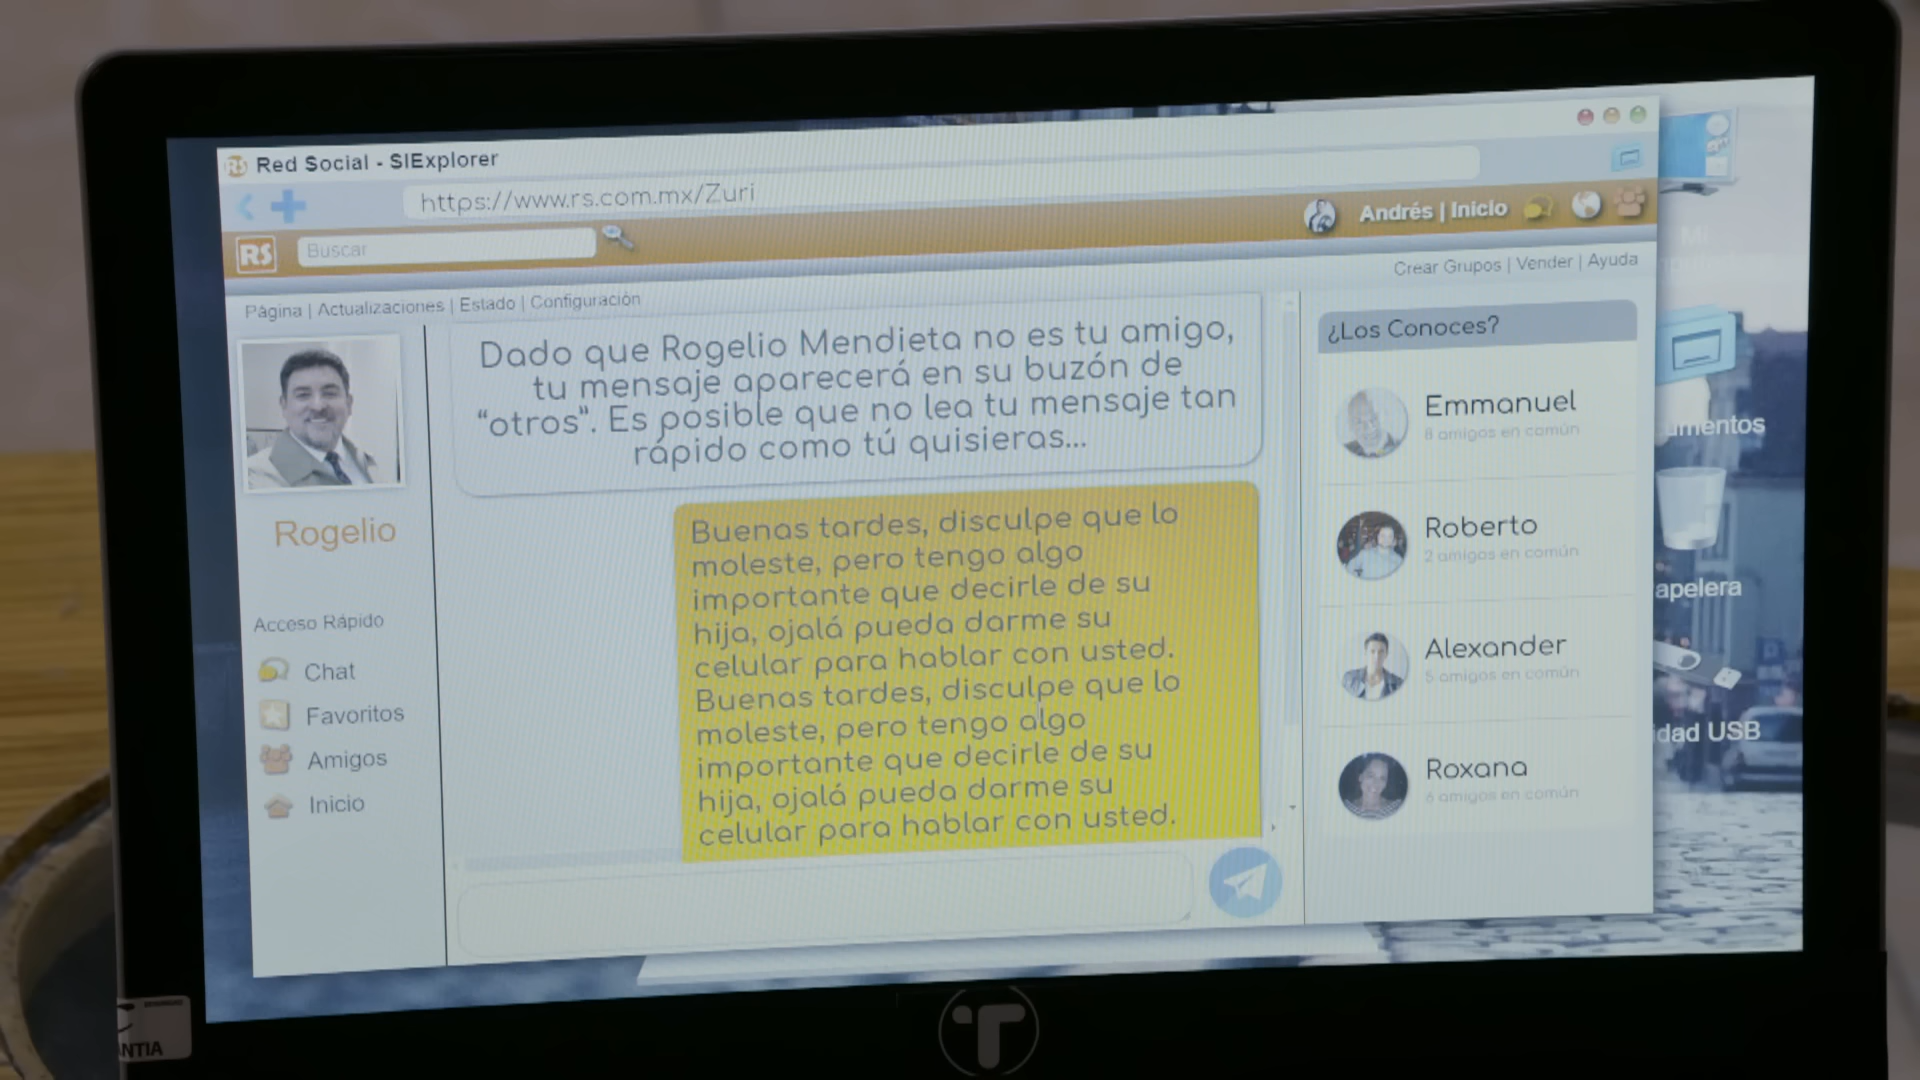 Red Social - SIExplorer
https://www.rs.com.mx/Zuri
RS
Buscar
Andrés | Inicio
Crear Grupos | Vender | Ayuda
Página | Actualizaciones | Estado | Configuración
Rogelio
Acceso Rápido
Chat
Favoritos
Amigos
Inicio
Dado que Rogelio Mendieta no es tu amigo,
tu mensaje aparecerá en su buzón de
“otros”. Es posible que no lea tu mensaje tan
rápido como tú quisieras...
Buenas tardes, disculpe que lo
moleste, pero tengo algo
importante que decirle de su
hija, ojalá pueda darme su
celular para hablar con usted.
Buenas tardes, disculpe que lo
moleste, pero tengo algo
importante que decirle de su
hija, ojalá pueda darme su
celular para hablar con usted.
¿Los Conoces?
Emmanuel
8 amigos en común
Roberto
2 amigos en común
Alexander
5 amigos en común
Roxana
6 amigos en común
Mi
umentos
apelera
idad USB
ANTIA